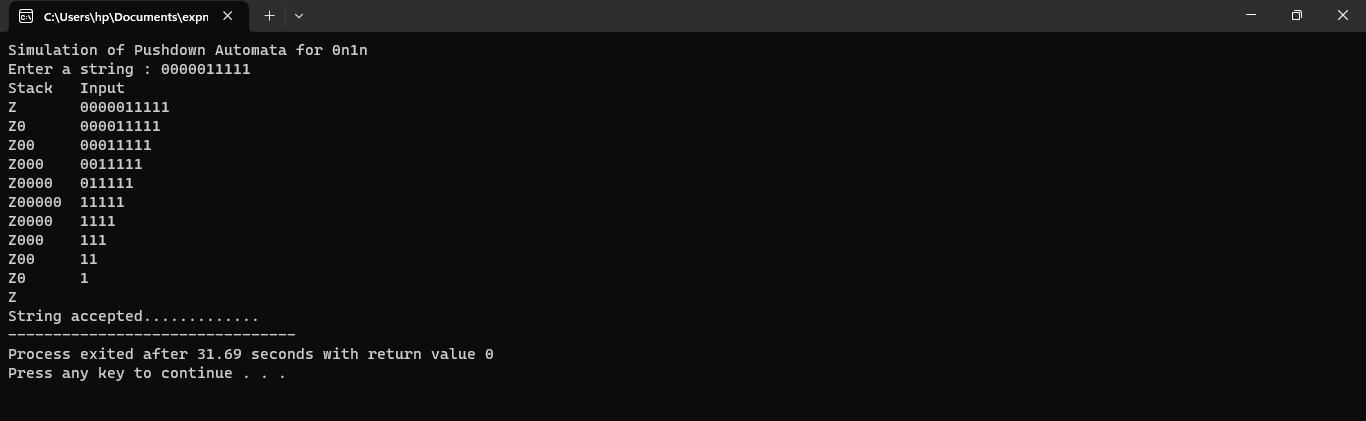 C:\Users\hp\Documents\expn
Simulation of Pushdown Automata for 0n1n
Enter a string : 0000011111
Stack   Input
Z       0000011111
Z0      000011111
Z00     00011111
Z000    0011111
Z0000   011111
Z00000  11111
Z0000   1111
Z000    111
Z00     11
Z0      1
Z
String accepted.............
--------------------------------
Process exited after 31.69 seconds with return value 0
Press any key to continue . . .